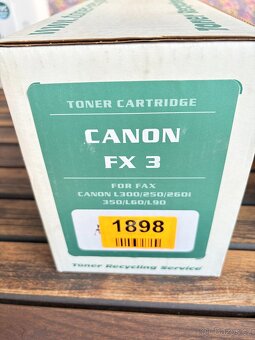 TONER CARTRIDGE
CANON
FX 3
FOR FAX
CANON L300/250/260I
350/L60/L90
1898
Toner Recycling Service